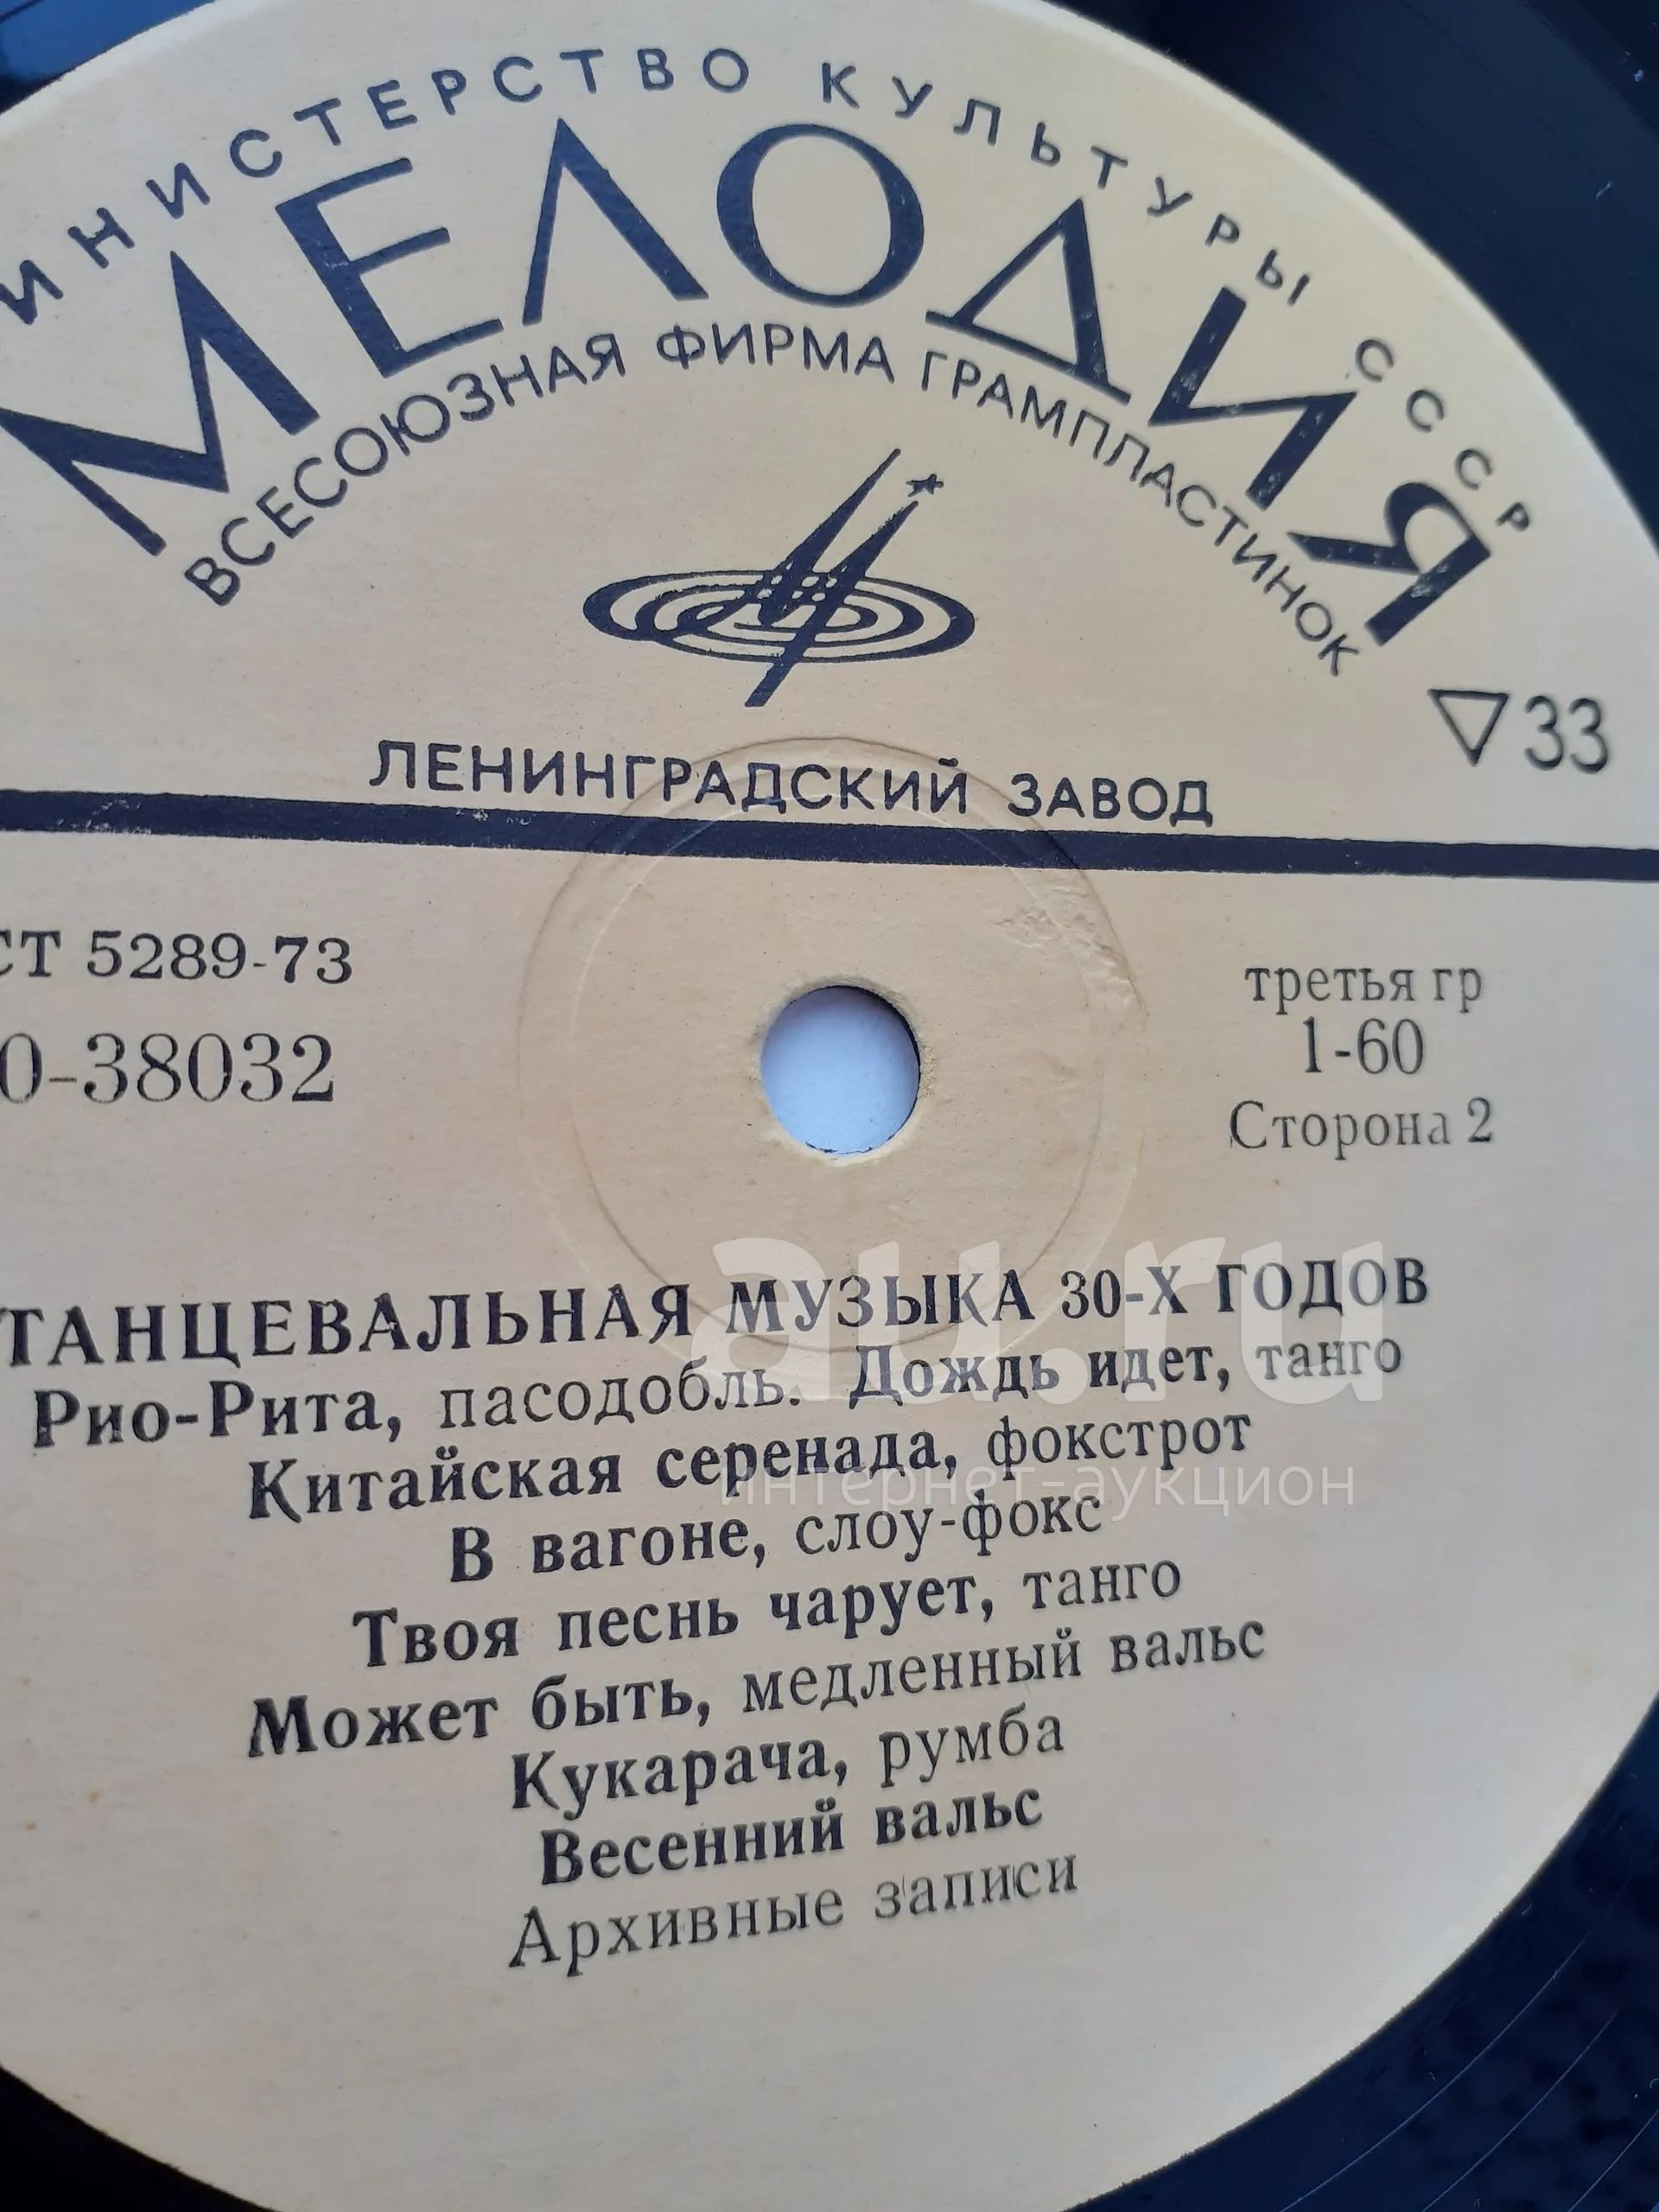 ИНИСТЕРСТВО КУЛЬТУРЫ СССР
МЕЛОДИЯ
ВСЕСОЮЗНАЯ ФИРМА ГРАМПЛАСТИНОК
▽33
ЛЕНИНГРАДСКИЙ ЗАВОД
СТ 5289-73
0-38032
третья гр
1-60
Сторона 2
ТАНЦЕВАЛЬНАЯ МУЗЫКА 30-Х ГОДОВ
Рио-Рита, пасодобль. Дождь идет, танго
Китайская серенада, фокстрот
В вагоне, слоу-фокс
Твоя песнь чарует, танго
Может быть, медленный вальс
Кукарача, румба
Весенний вальс
Архивные записи
au.ru
интернет-аукцион